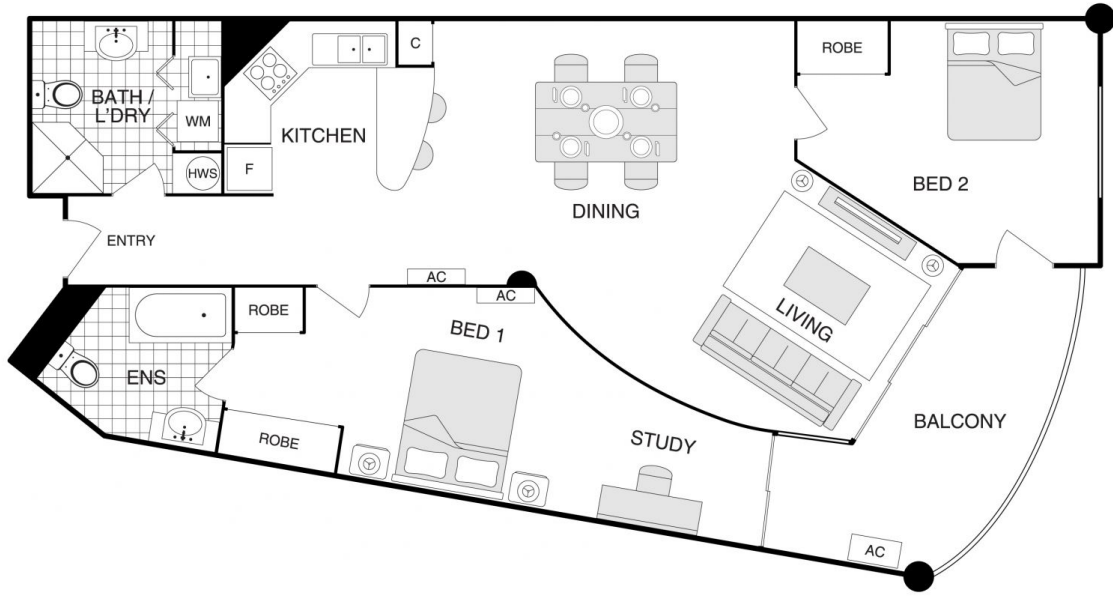 C
ROBE
BATH /
L'DRY
WM
KITCHEN
HWS
F
BED 2
DINING
ENTRY
AC
AC
ROBE
BED 1
LIVING
ENS
BALCONY
ROBE
STUDY
AC